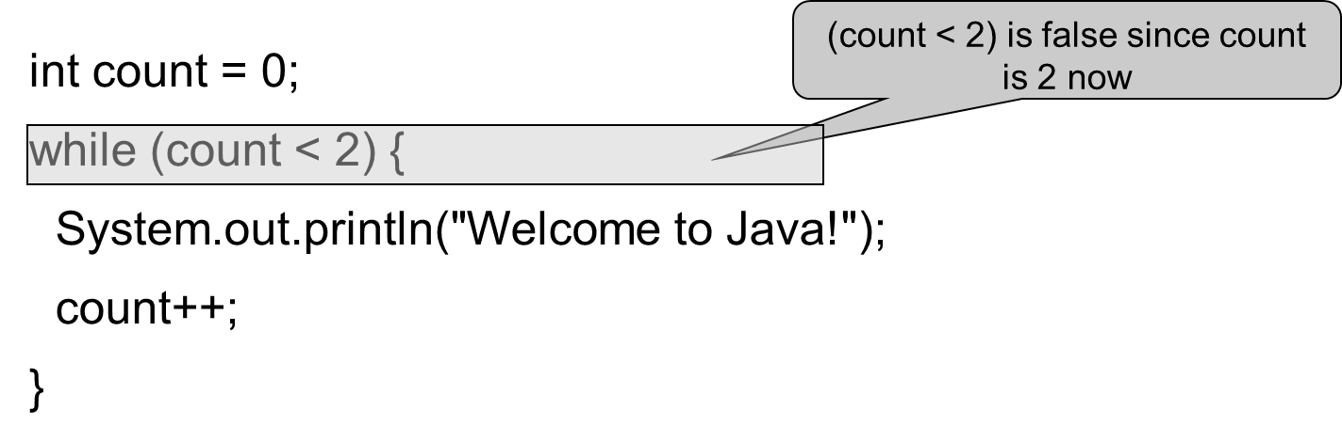 (count < 2) is false since count
is 2 now
int count = 0;
while (count < 2) {
System.out.println("Welcome to Java!");
count++;
}